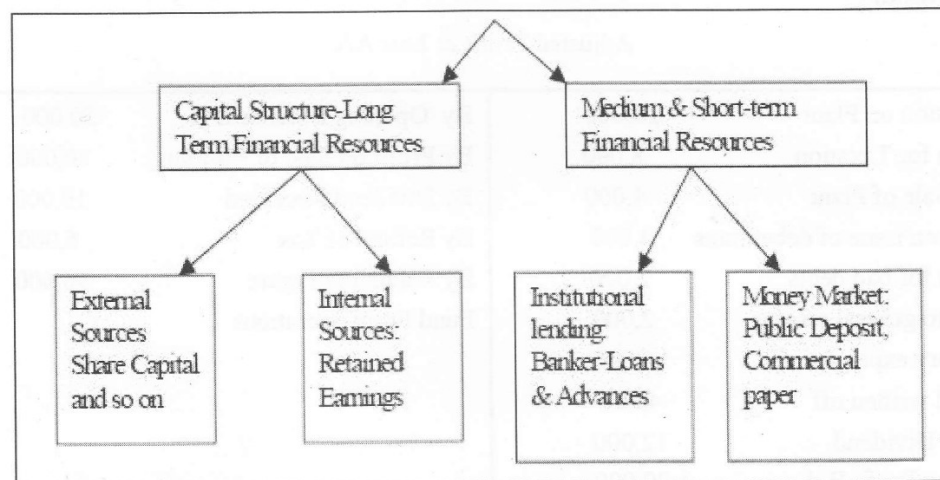 Capital Structure-Long
Term Financial Resources
Medium & Short-term
Financial Resources
External
Sources
Share Capital
and so on
Internal
Sources:
Retained
Earnings
Institutional
lending:
Banker-Loans
& Advances
Money Market:
Public Deposit,
Commercial
paper